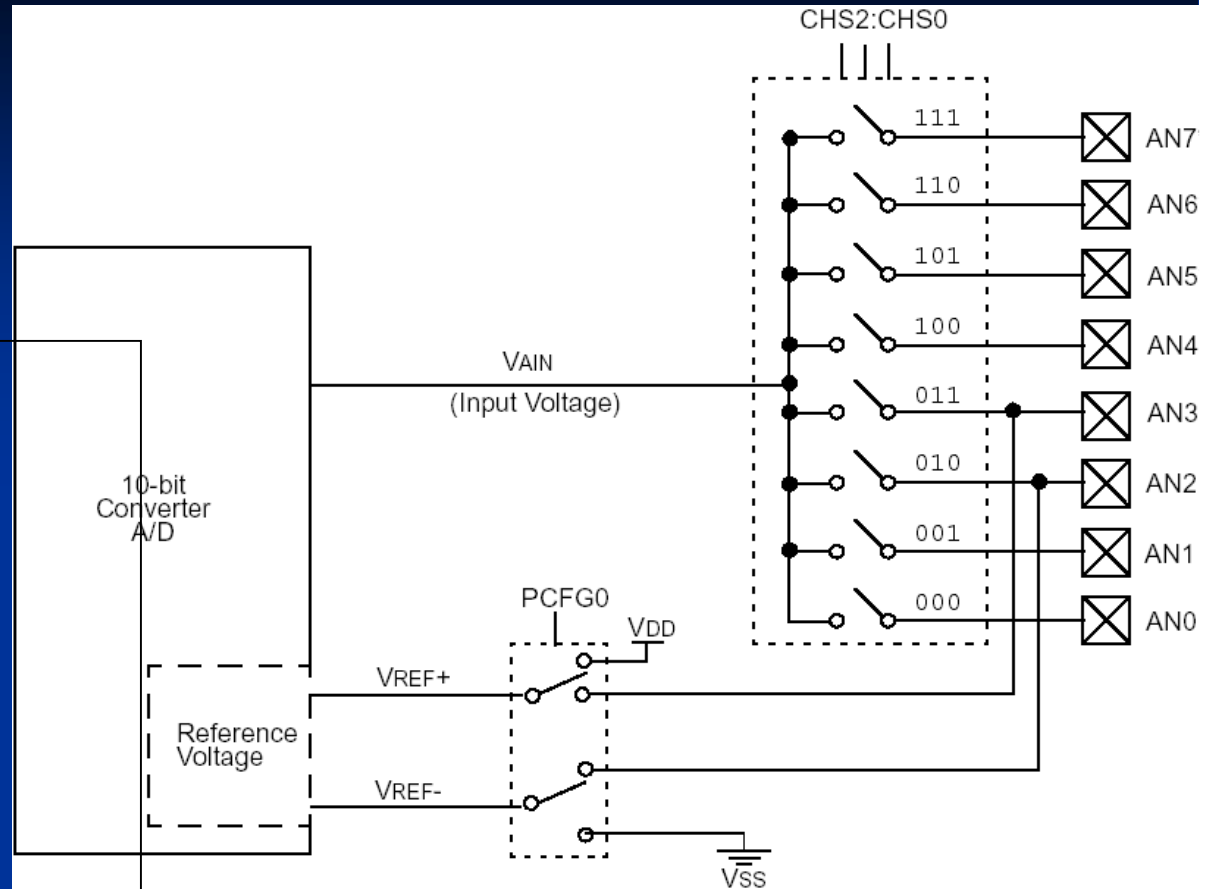 CHS2:CHS0
111
AN7
110
AN6
101
AN5
100
AN4
VAIN
(Input Voltage)
011
AN3
10-bit
Converter
A/D
010
AN2
001
AN1
PCFG0
000
AN0
VDD
VREF+
Reference
Voltage
VREF-
VSS